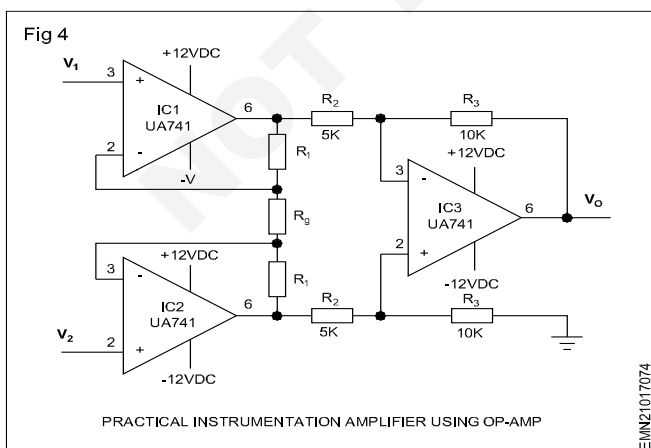 Fig 4
V1
3
+
+12VDC
IC1
UA741
6
2
-
-V
R1
Rg
R1
R2
5K
R3
10K
+12VDC
3
-
IC3
UA741
6
VO
2
+
-12VDC
3
-
+12VDC
IC2
UA741
6
V2
2
+
-12VDC
R2
5K
R3
10K
PRACTICAL INSTRUMENTATION AMPLIFIER USING OP-AMP
EMN21017074
NOT